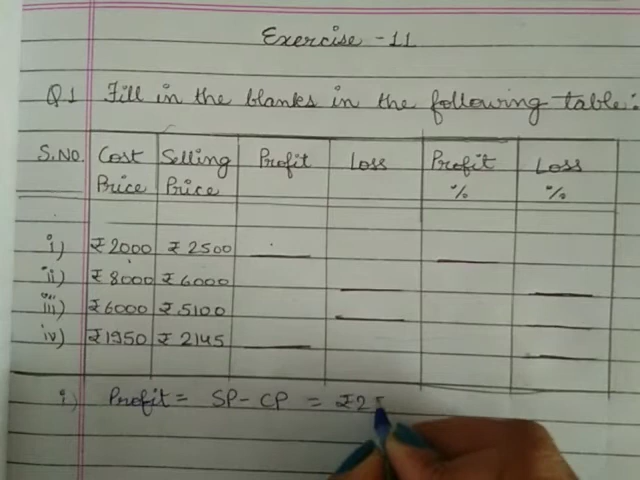 Exercise - 11
Q1 Fill in the blanks in the following table:
S.NO. Cost Price Selling Price Profit Loss Profit % Loss %
i) ₹2000 ₹2500
ii) ₹8000 ₹6000
iii) ₹6000 ₹5100
iv) ₹1950 ₹2145
i) Profit = SP - CP = ₹2